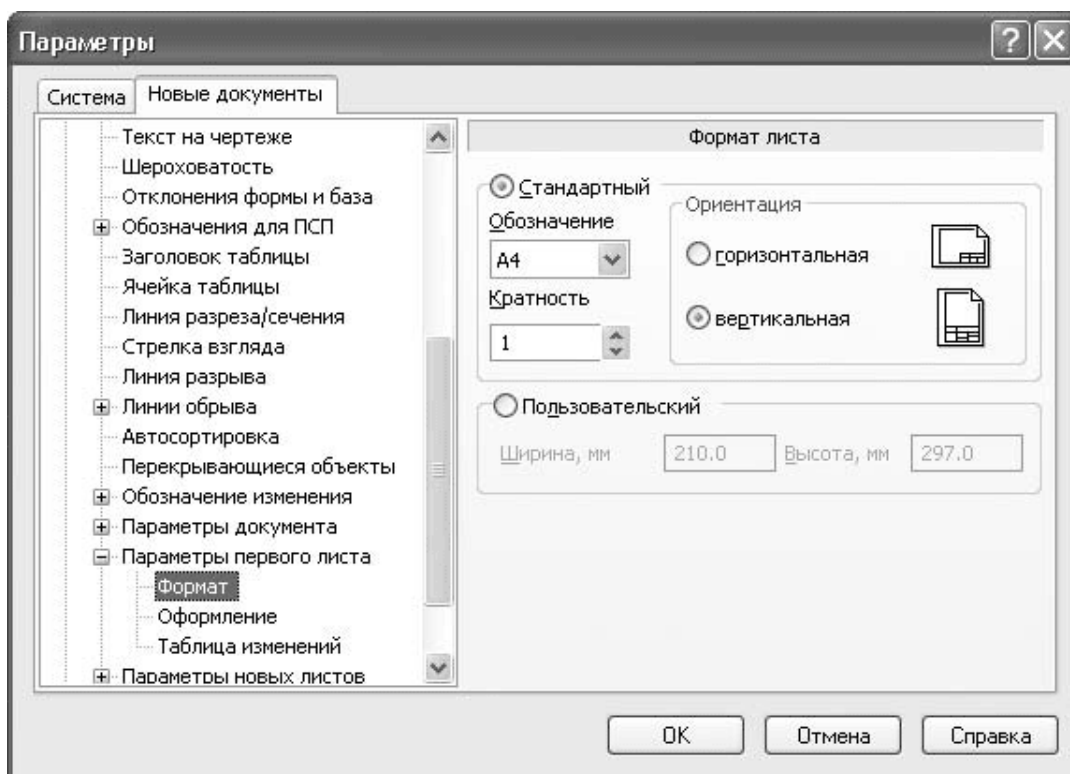 Параметры
Система
Новые документы
Текст на чертеже
Шероховатость
Отклонения формы и база
Обозначения для ПСП
Заголовок таблицы
Ячейка таблицы
Линия разреза/сечения
Стрелка взгляда
Линия разрыва
Линии обрыва
Автосортировка
Перекрывающиеся объекты
Обозначение изменения
Параметры документа
Параметры первого листа
Формат
Оформление
Таблица изменений
Параметры новых листов
Формат листа
Стандартный
Обозначение
A4
Кратность
1
Ориентация
горизонтальная
вертикальная
Пользовательский
Ширина, мм 210.0 Высота, мм 297.0
OK Отмена Справка